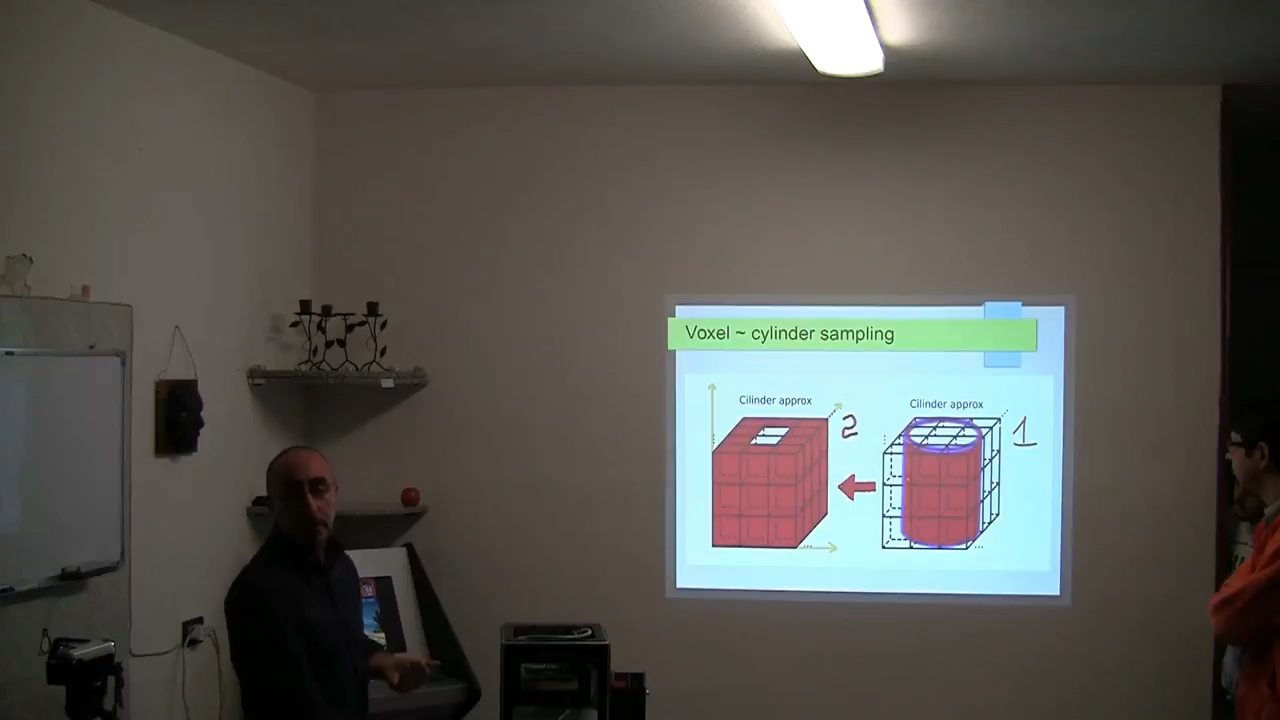 Voxel ~ cylinder sampling
Cilinder approx
2
Cilinder approx
1